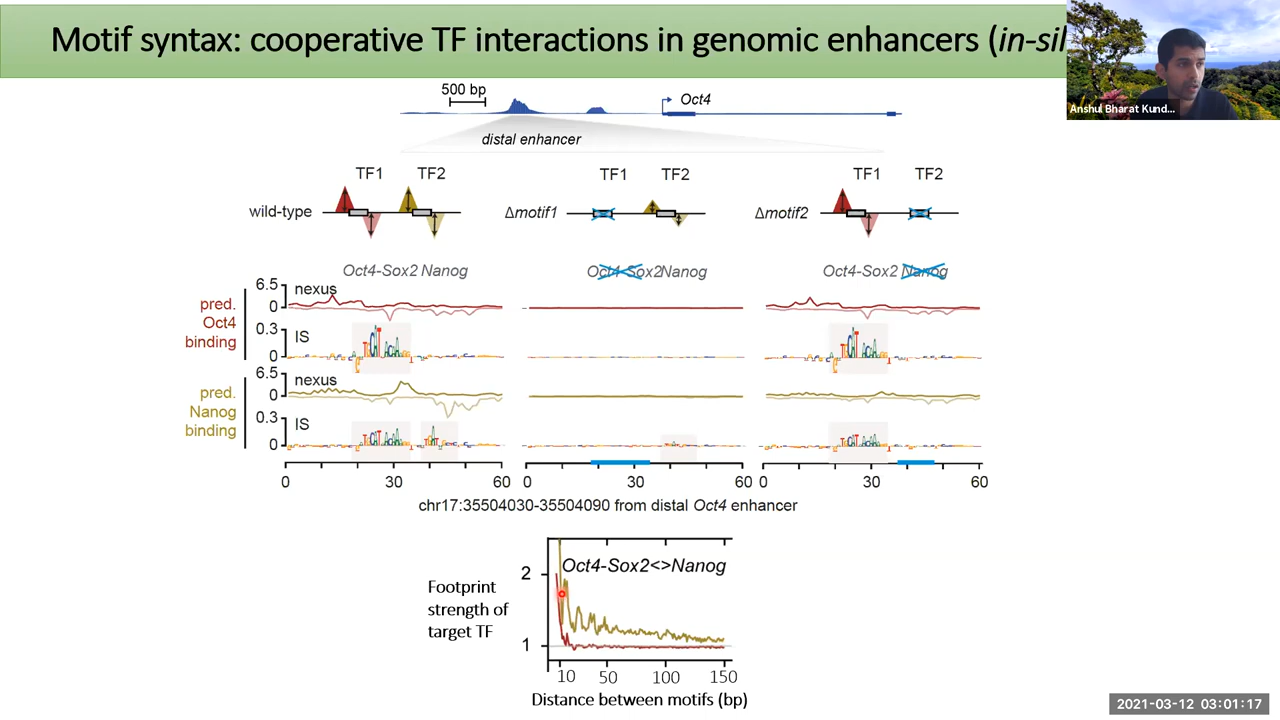 Motif syntax: cooperative TF interactions in genomic enhancers (in-sil
Anshul Bharat Kund...
500 bp
Oct4
distal enhancer
TF1 TF2 TF1 TF2 TF1 TF2
wild-type Δmotif1 Δmotif2
Oct4-Sox2 Nanog Oct4-Sox2Nanog Oct4-Sox2 Nanog
pred. Oct4 binding
6.5 nexus
0
0.3 IS
0
pred. Nanog binding
6.5 nexus
0
0.3 IS
0
0 30 60 0 30 60 0 30 60
chr17:35504030-35504090 from distal Oct4 enhancer
Oct4-Sox2<>Nanog
Footprint
strength of
target TF
2
1
10 50 100 150
Distance between motifs (bp)
2021-03-12 03:01:17